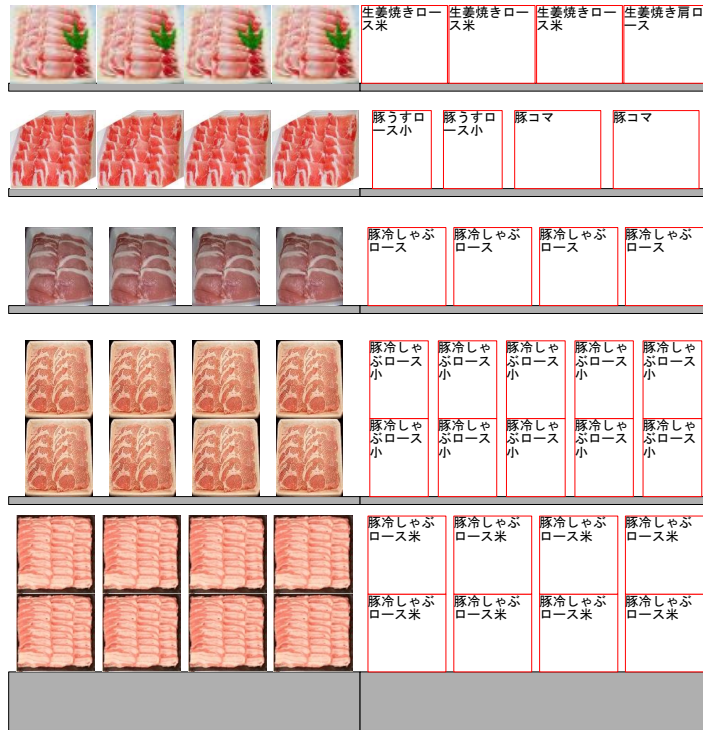 生姜焼きロー
ス米
生姜焼きロー
ス米
生姜焼きロー
ス米
生姜焼き肩ロ
ース
豚うすロ
ース小
豚うすロ
ース小
豚コマ
豚コマ
豚冷しゃぶ
ロース
豚冷しゃぶ
ロース
豚冷しゃぶ
ロース
豚冷しゃぶ
ロース
豚冷しゃ
ぶロース
小
豚冷しゃ
ぶロース
小
豚冷しゃ
ぶロース
小
豚冷しゃ
ぶロース
小
豚冷しゃ
ぶロース
小
豚冷しゃ
ぶロース
小
豚冷しゃ
ぶロース
小
豚冷しゃ
ぶロース
小
豚冷しゃ
ぶロース
小
豚冷しゃ
ぶロース
小
豚冷しゃぶ
ロース米
豚冷しゃぶ
ロース米
豚冷しゃぶ
ロース米
豚冷しゃぶ
ロース米
豚冷しゃぶ
ロース米
豚冷しゃぶ
ロース米
豚冷しゃぶ
ロース米
豚冷しゃぶ
ロース米